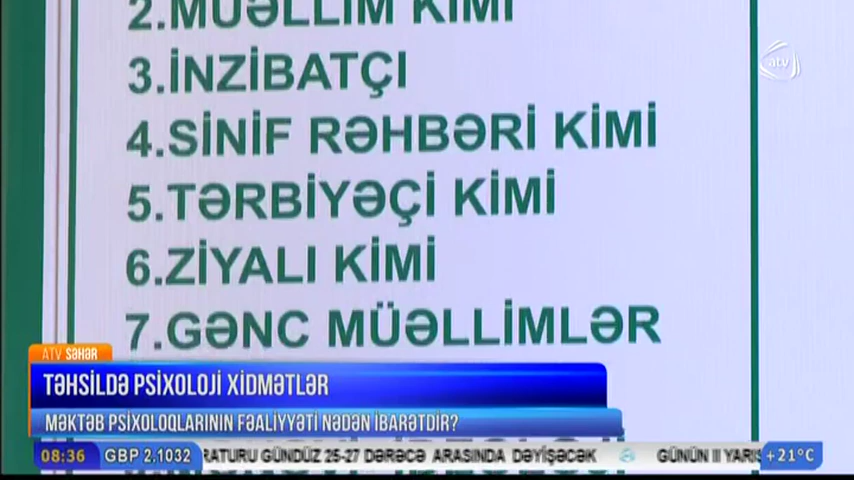 2.MÜƏLLİM KİMİ
atv
3.İNZİBATÇI
4.SİNİF RƏHBƏRİ KİMİ
5.TƏRBİYƏÇİ KİMİ
6.ZİYALI KİMİ
7.GƏNC MÜƏLLİMLƏR
ATV SƏHƏR
TƏHSİLDƏ PSİXOLOJİ XİDMƏTLƏR
MƏKTƏB PSİXOLOQLARININ FƏALİYYƏTİ NƏDƏN İBARƏTDİR?
08:36 GBP 2.1032 RATURU GÜNDÜZ 25-27 DƏRƏCƏ ARASINDA DƏYİŞƏCƏK GÜNÜN II YARIS +21°C